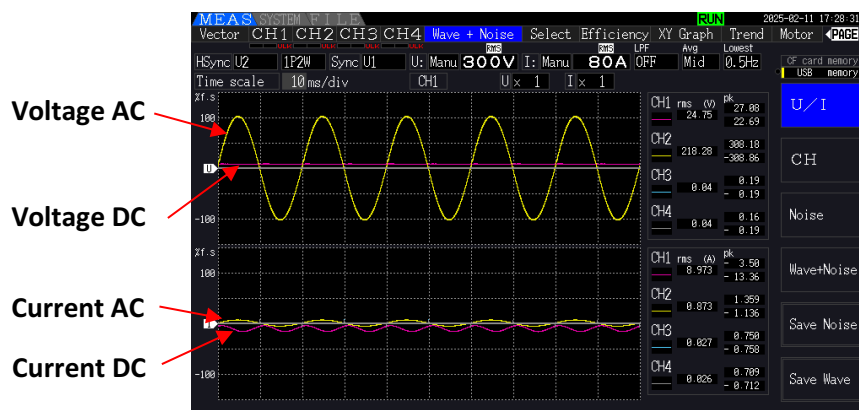 MEAS SYSTEM FILE RUN 2025-02-11 17:28:31
Vector CH1 CH2 CH3 CH4 Wave + Noise Select Efficiency XY Graph Trend Motor PAGE
RMS RMS LPF Avg Lowest
HSync U2 1P2W Sync U1 U: Manu 300V I: Manu 80A OFF Mid 0.5Hz
CF card memory
USB memory
Time scale 10 ms/div CH1 U× 1 I× 1
%f.s
100
U
-100
Voltage AC
Voltage DC
CH1 rms (V) pk
24.75 27.08
22.69
CH2
218.28 308.18
-308.86
CH3
0.04 0.19
- 0.19
CH4
0.04 0.16
- 0.19
%f.s
100
I
-100
Current AC
Current DC
CH1 rms (A) pk
8.973 - 3.50
- 13.36
CH2
0.873 1.359
- 1.136
CH3
0.027 0.750
- 0.758
CH4
0.026 0.709
- 0.712
U/I
CH
Noise
Wave+Noise
Save Noise
Save Wave